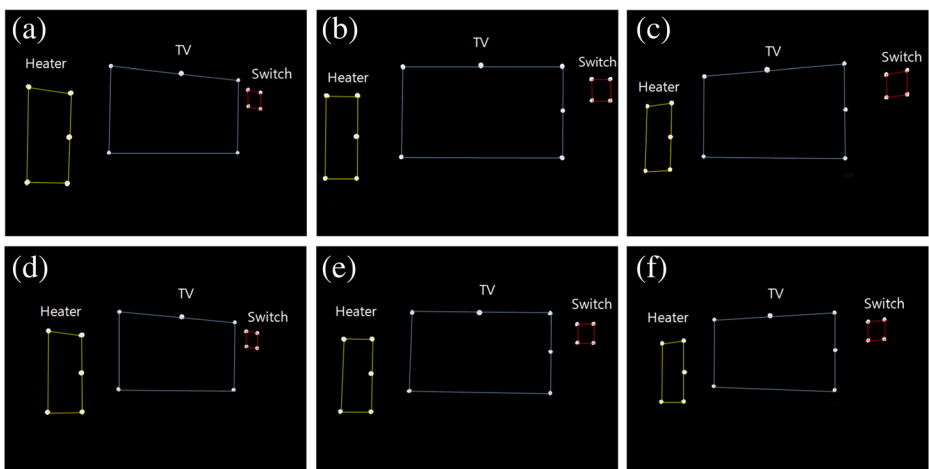 (a)
TV
Heater
Switch
(b)
TV
Heater
Switch
(c)
TV
Heater
Switch
(d)
TV
Heater
Switch
(e)
TV
Heater
Switch
(f)
TV
Heater
Switch